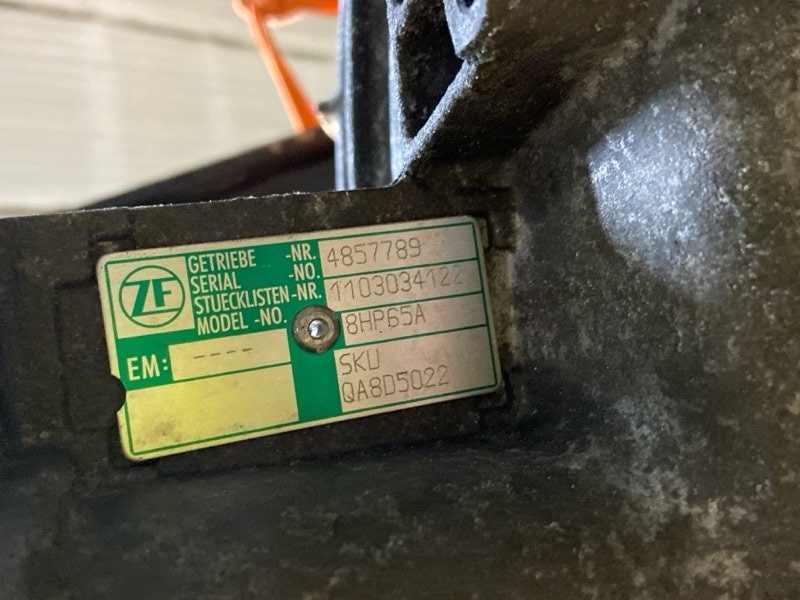 ZF
GETRIEBE -NR. 4857789
SERIAL -NO.
STUECKLISTEN-NR. 1103034122
MODEL -NO. 8HP65A
EM: ----
SKU
QA8D5022